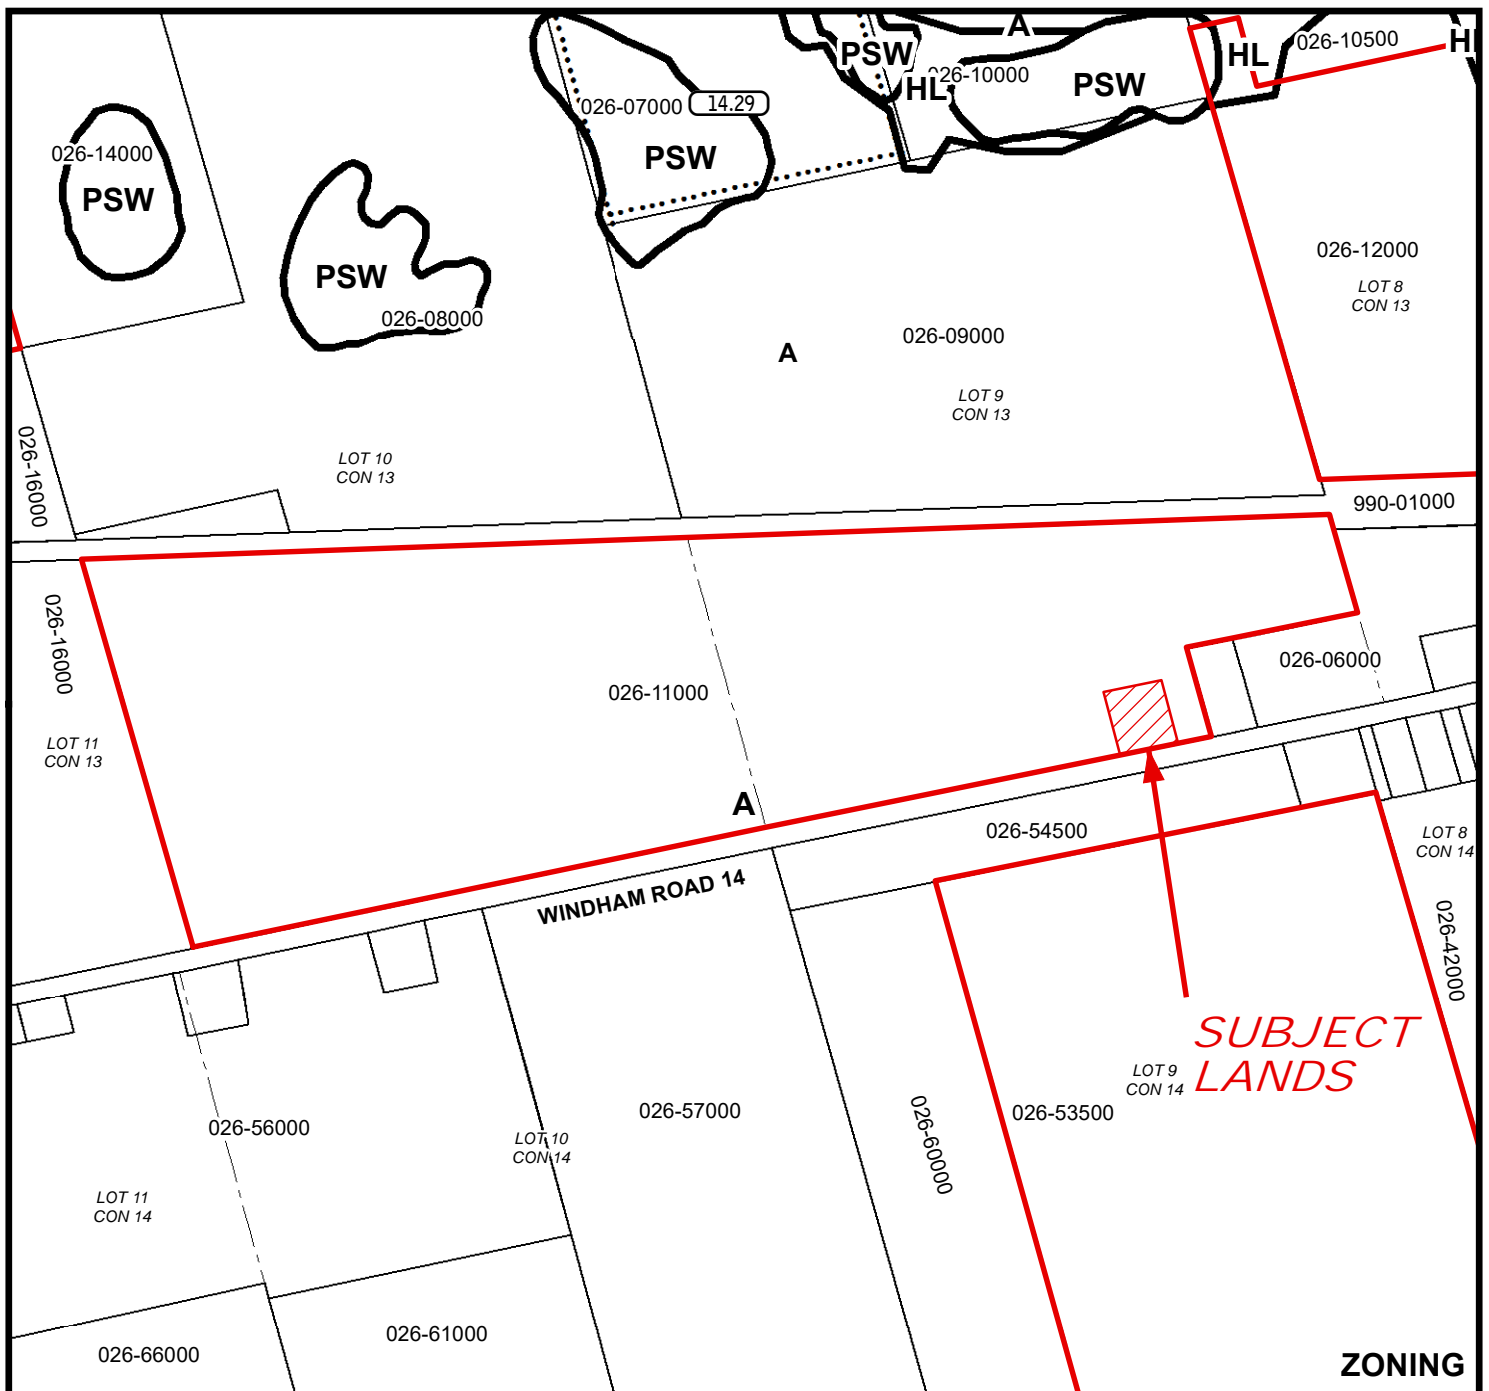 A
026-10500
HL
PSW
HL
026-10000
PSW
026-07000
14.29
PSW
026-14000
PSW
026-12000
LOT 8
CON 13
PSW
026-08000
026-09000
A
LOT 9
CON 13
026-16000
LOT 10
CON 13
990-01000
026-16000
026-06000
026-11000
LOT 11
CON 13
A
026-54500
LOT 8
CON 14
WINDHAM ROAD 14
026-42000
SUBJECT
LANDS
LOT 9
CON 14
026-53500
026-57000
026-60000
026-56000
LOT 10
CON 14
LOT 11
CON 14
026-61000
026-66000
ZONING